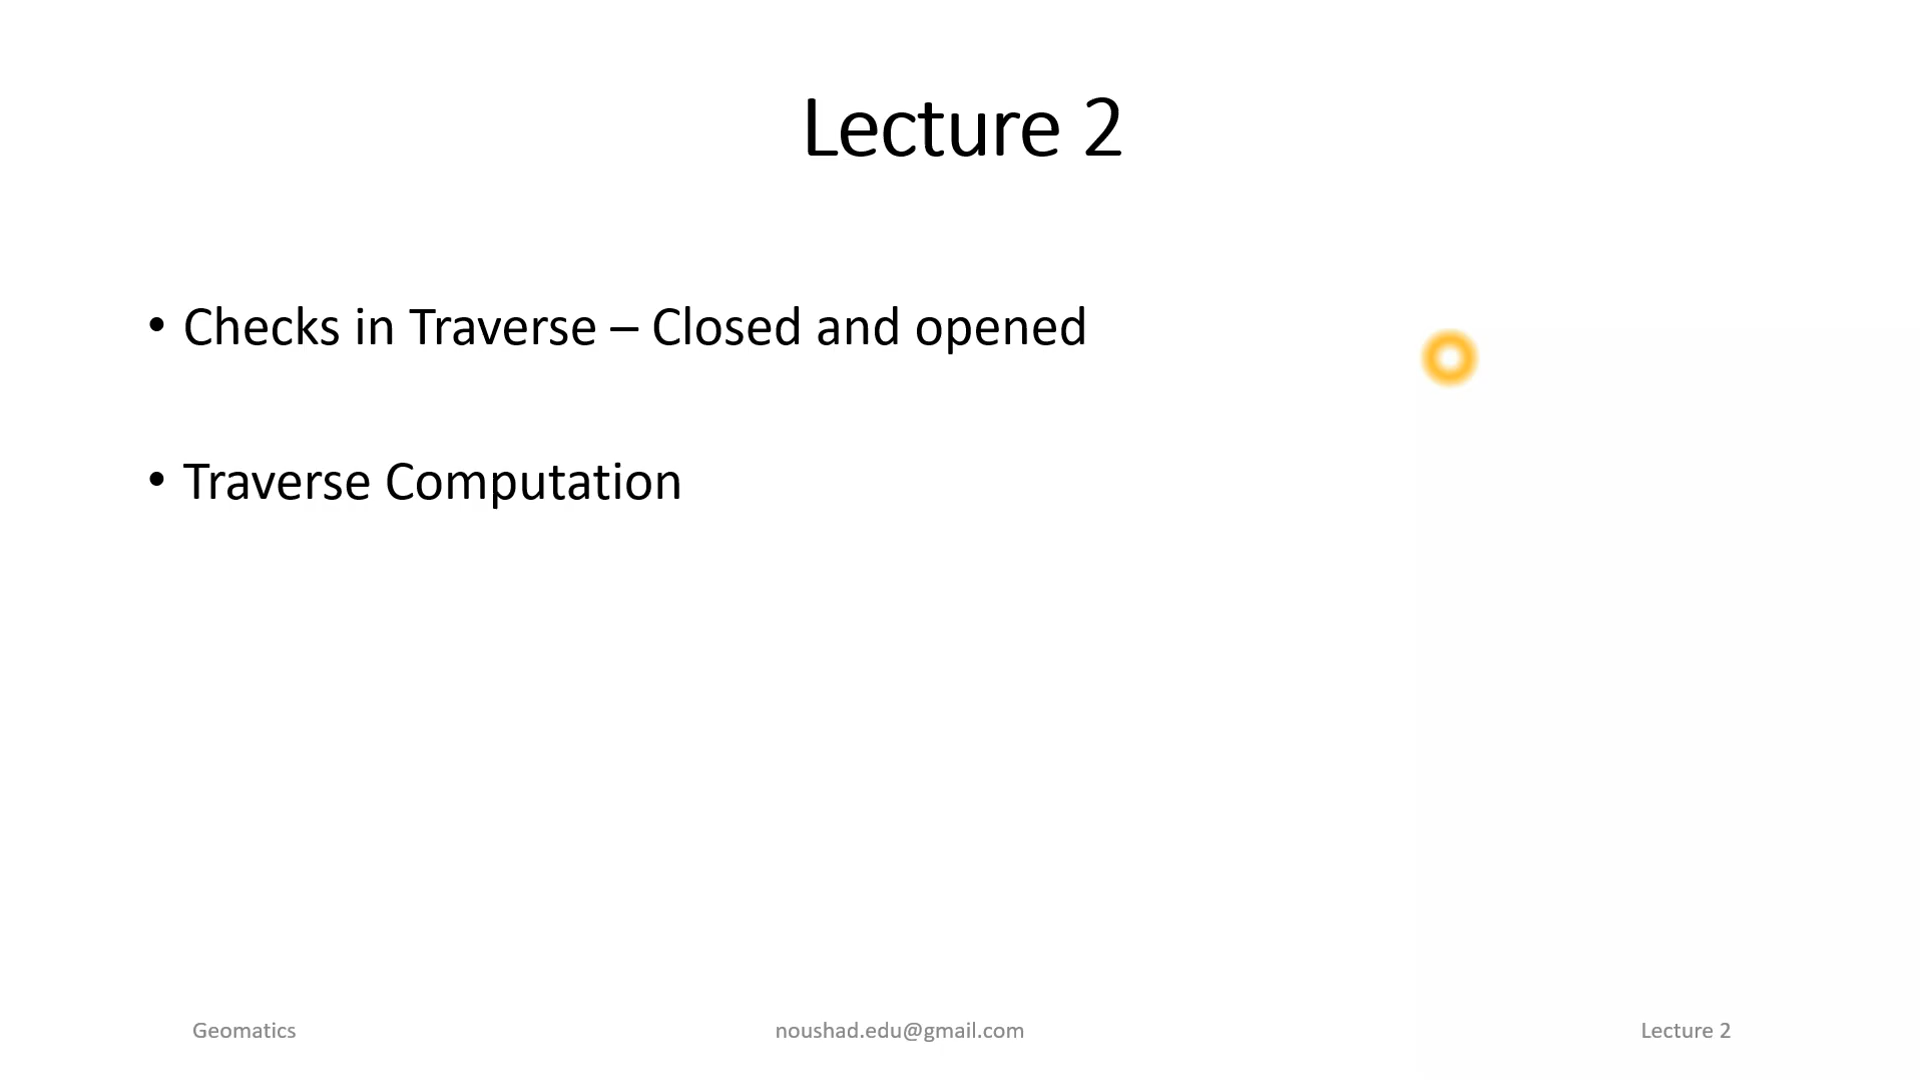 Lecture 2
• Checks in Traverse – Closed and opened
• Traverse Computation
Geomatics
noushad.edu@gmail.com
Lecture 2